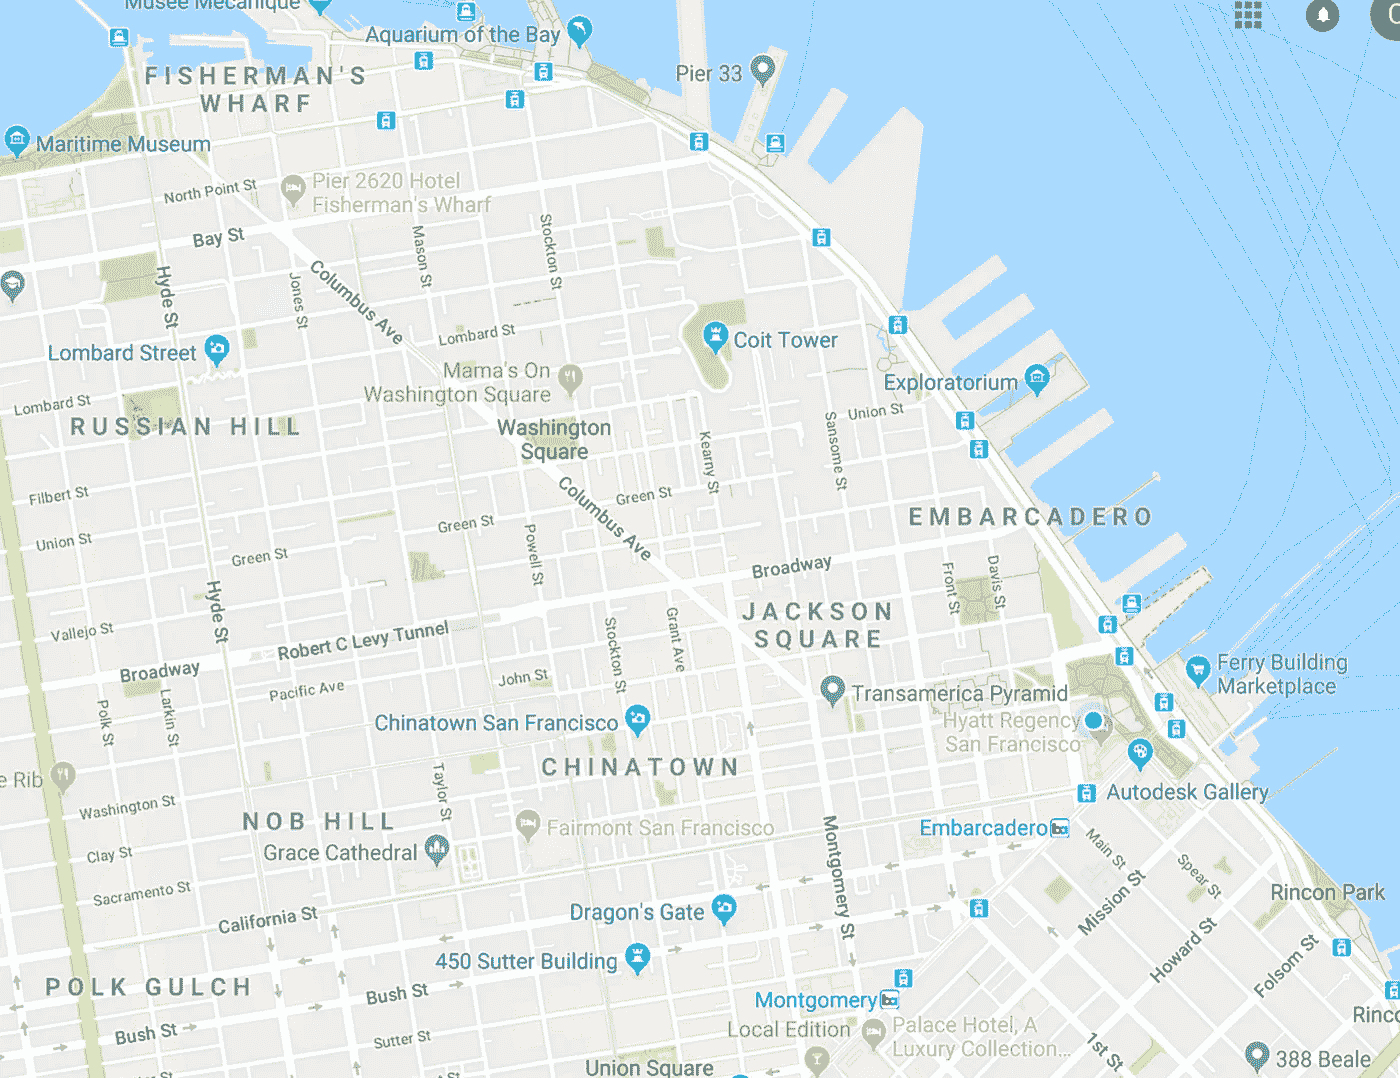 Musee Mecanique
Aquarium of the Bay
Pier 33
FISHERMAN'S
WHARF
Maritime Museum
North Point St
Pier 2620 Hotel
Fisherman's Wharf
Bay St
Mason St
Stockton St
Hyde St
Jones St
Columbus Ave
Lombard St
Coit Tower
Lombard Street
Mama's On
Washington Square
Exploratorium
Lombard St
Union St
Sansome St
RUSSIAN HILL
Washington
Square
Kearny St
Filbert St
Green St
Columbus Ave
EMBARCADERO
Union St
Green St
Green St
Powell St
Broadway
Front St
Davis St
Hyde St
JACKSON
SQUARE
Vallejo St
Robert C Levy Tunnel
Stockton St
Grant Ave
Broadway
Ferry Building
Marketplace
Pacific Ave
John St
Transamerica Pyramid
Polk St
Larkin St
Chinatown San Francisco
Hyatt Regency
San Francisco
CHINATOWN
e Rib
Taylor St
Autodesk Gallery
Washington St
NOB HILL
Fairmont San Francisco
Embarcadero
Grace Cathedral
Clay St
Montgomery St
Main St
Spear St
Sacramento St
Mission St
Rincon Park
California St
Dragon's Gate
Howard St
450 Sutter Building
Folsom St
POLK GULCH
Bush St
Montgomery
Rinco
Bush St
Local Edition
Palace Hotel, A
Luxury Collection...
Sutter St
1st St
388 Beale
Union Square